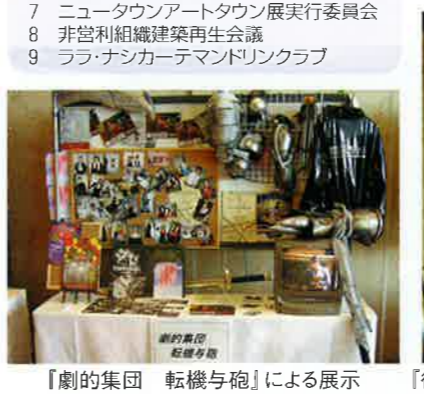 7 ニュータウンアートタウン展実行委員会
8 非営利組織建築再生会議
9 ララ・ナシカーテマンドリンクラブ
劇的集団
転機与砲
『劇的集団 転機与砲』による展示
『